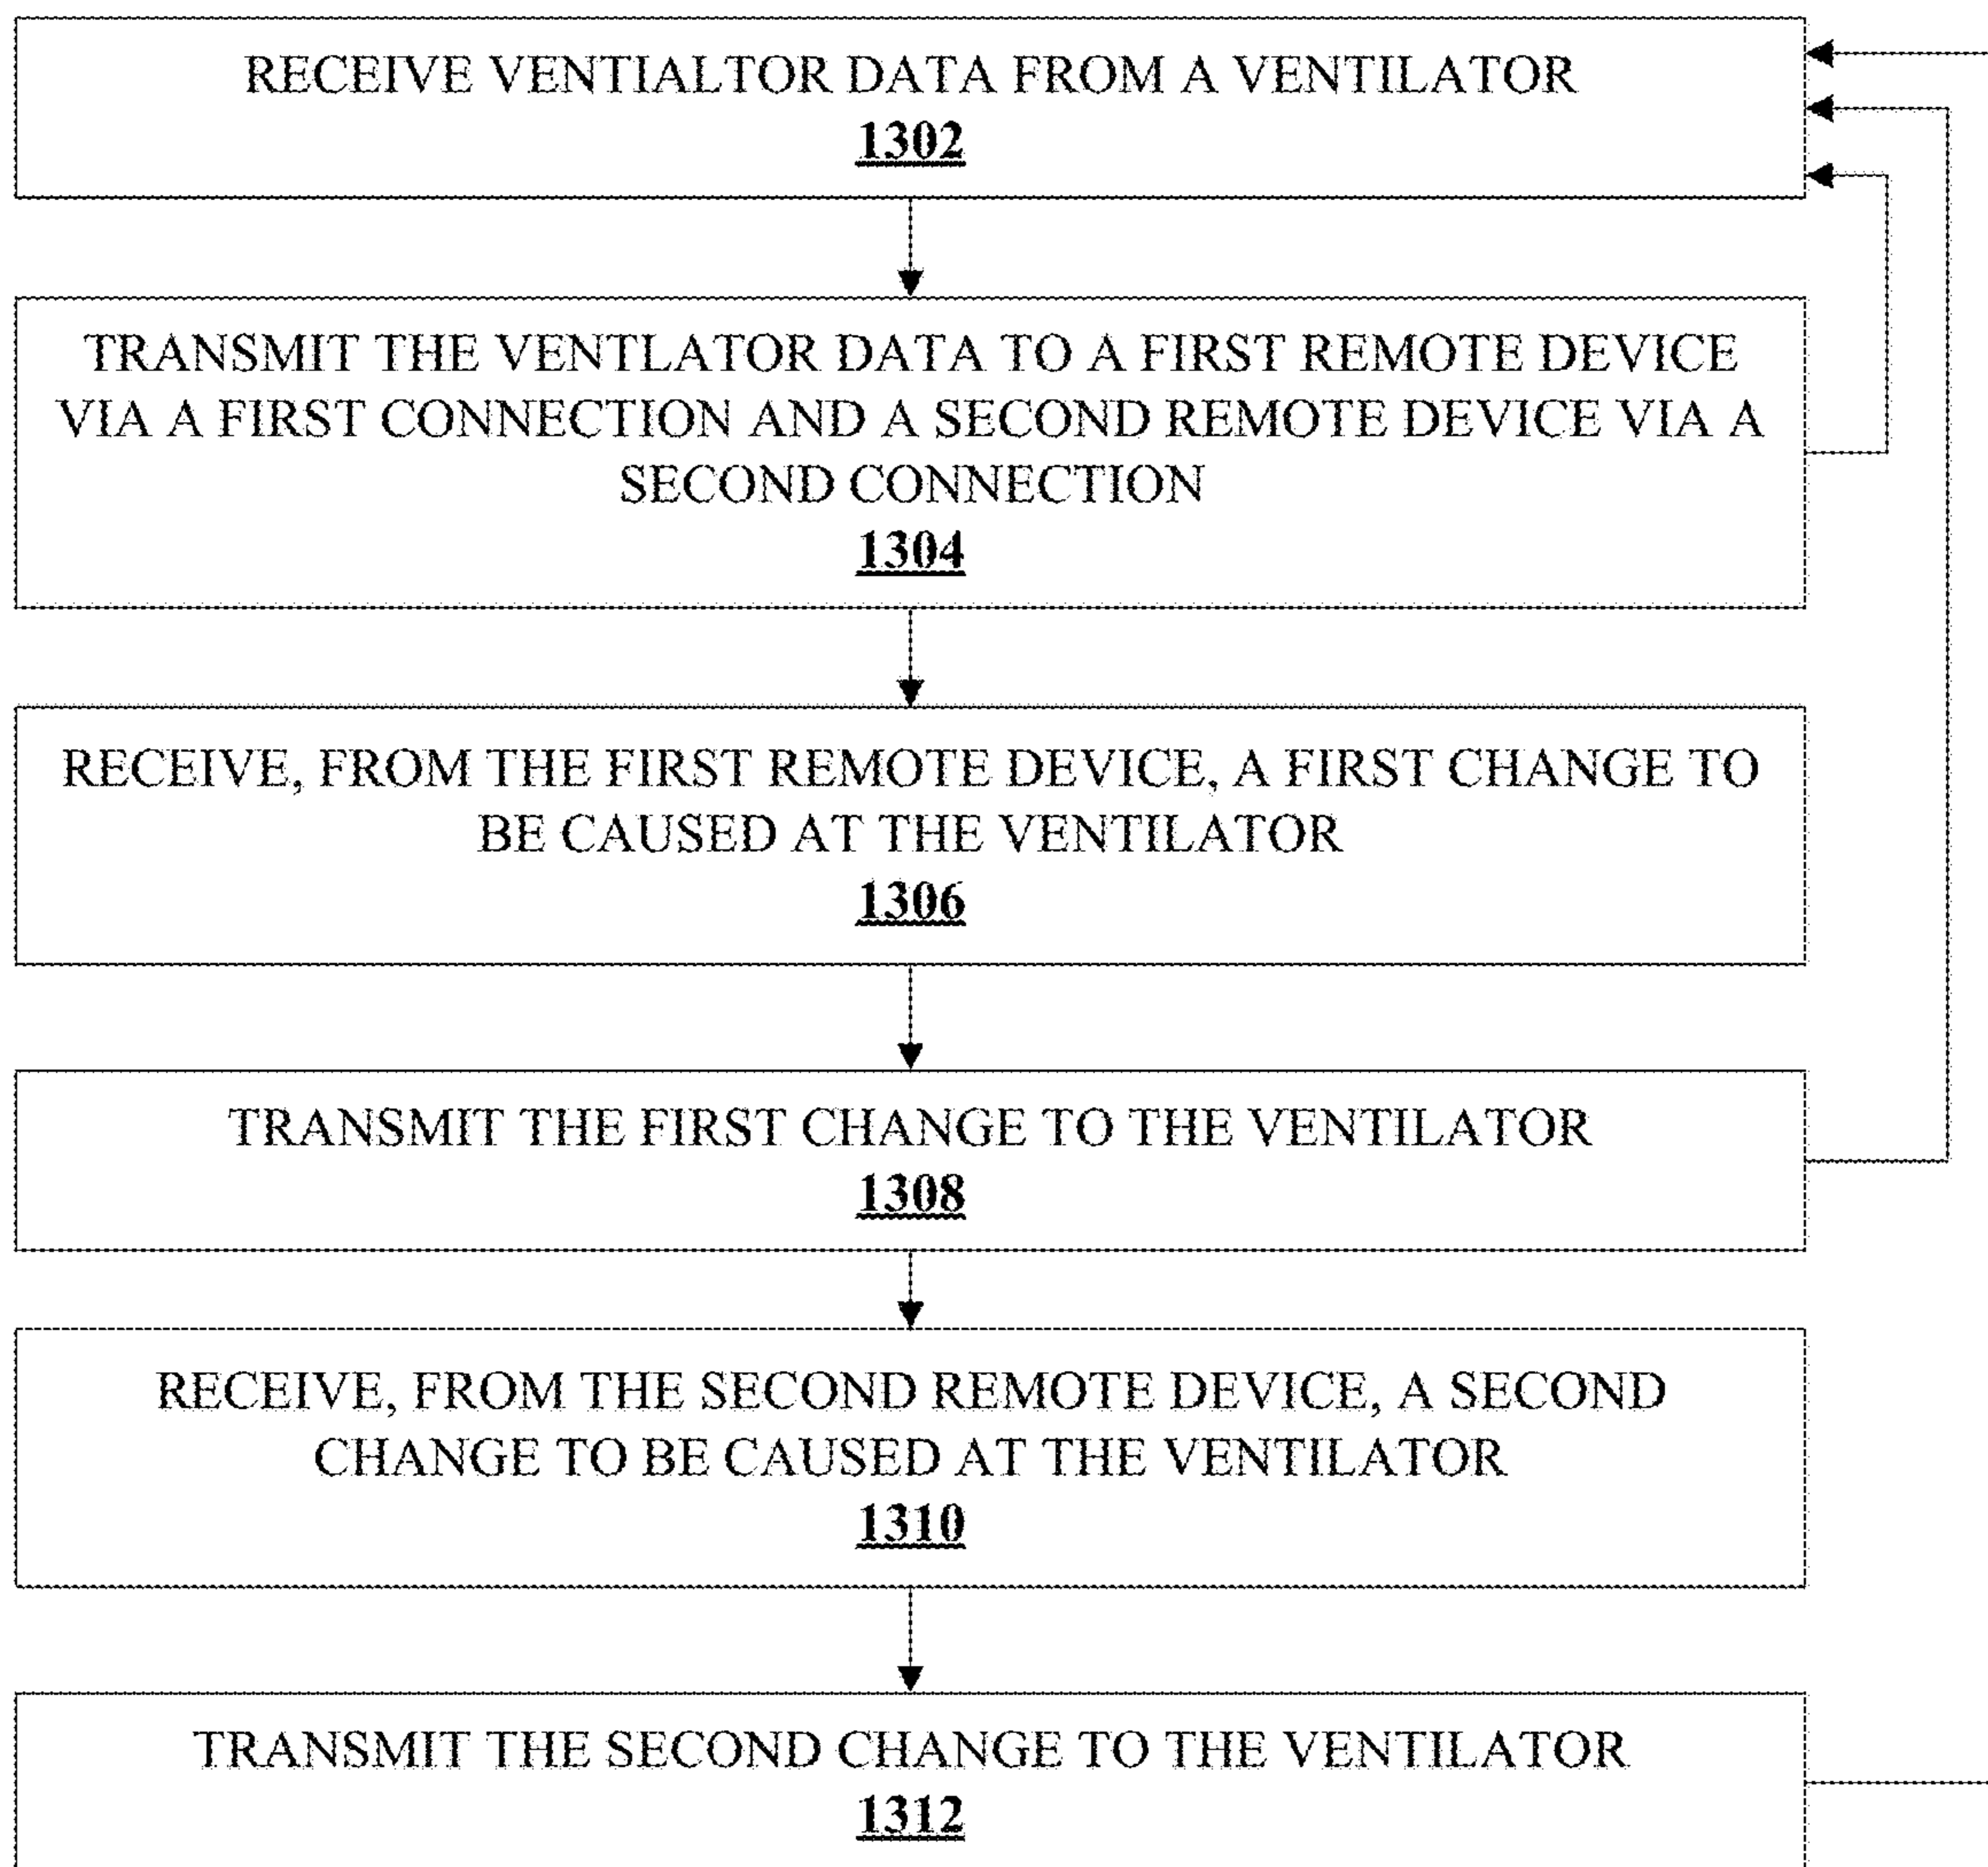 RECEIVE VENTIALTOR DATA FROM A VENTILATOR
1302
TRANSMIT THE VENTLATOR DATA TO A FIRST REMOTE DEVICE
VIA A FIRST CONNECTION AND A SECOND REMOTE DEVICE VIA A
SECOND CONNECTION
1304
RECEIVE, FROM THE FIRST REMOTE DEVICE, A FIRST CHANGE TO
BE CAUSED AT THE VENTILATOR
1306
TRANSMIT THE FIRST CHANGE TO THE VENTILATOR
1308
RECEIVE, FROM THE SECOND REMOTE DEVICE, A SECOND
CHANGE TO BE CAUSED AT THE VENTILATOR
1310
TRANSMIT THE SECOND CHANGE TO THE VENTILATOR
1312